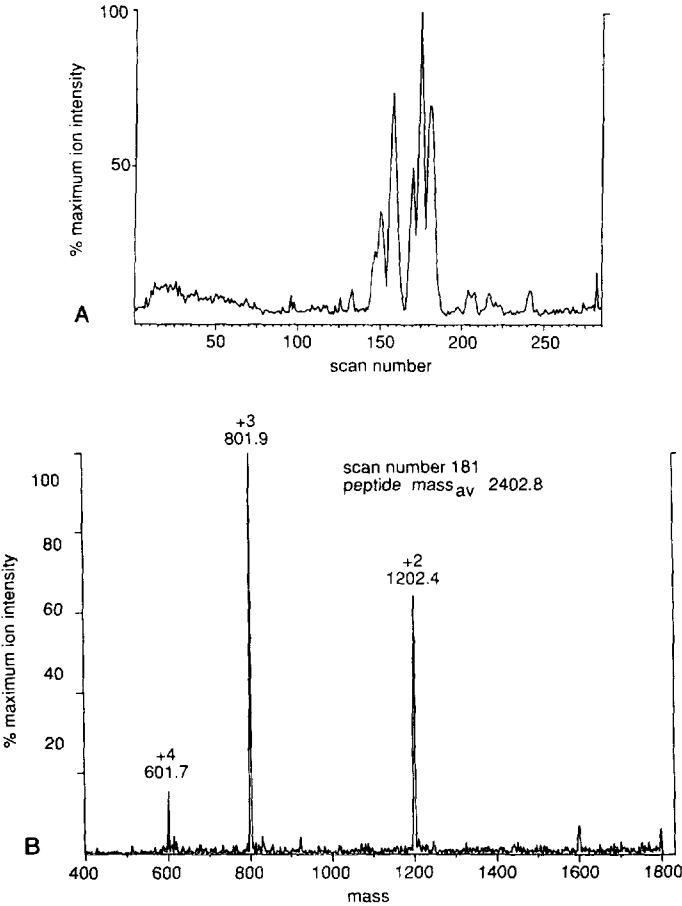 100
50
% maximum ion intensity
A
50 100 150 200 250
scan number
+3
801.9
scan number 181
peptide mass av 2402.8
100
80
60
40
20
% maximum ion intensity
+2
1202.4
+4
601.7
B
400 600 800 1000 1200 1400 1600 1800
mass